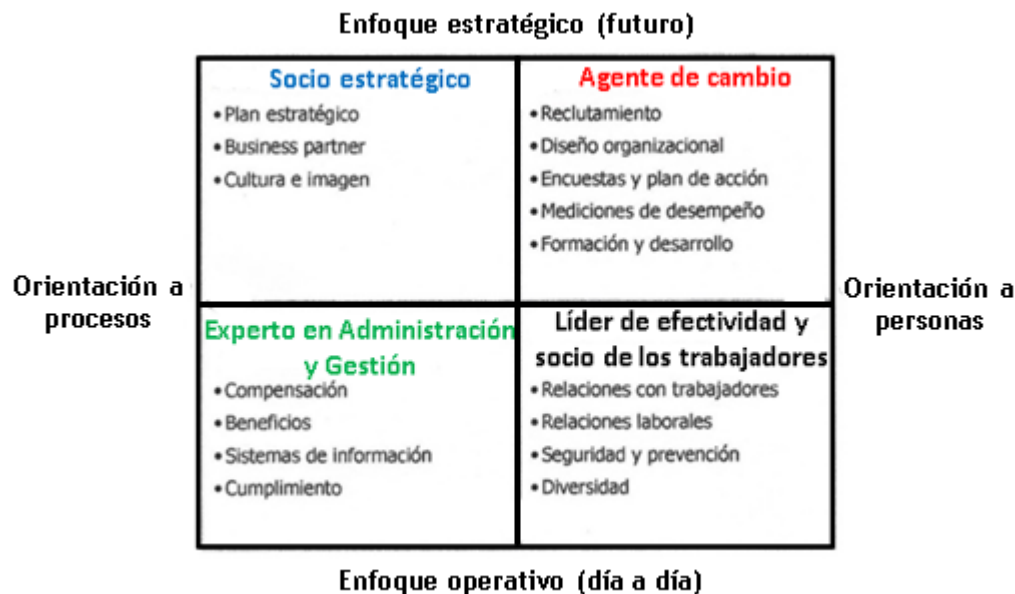 Enfoque estratégico (futuro)
Socio estratégico
•Plan estratégico
•Business partner
•Cultura e imagen
Agente de cambio
•Reclutamiento
•Diseño organizacional
•Encuestas y plan de acción
•Mediciones de desempeño
•Formación y desarrollo
Orientación a
procesos
Orientación a
personas
Experto en Administración
y Gestión
•Compensación
•Beneficios
•Sistemas de información
•Cumplimiento
Líder de efectividad y
socio de los trabajadores
•Relaciones con trabajadores
•Relaciones laborales
•Seguridad y prevención
•Diversidad
Enfoque operativo (día a día)